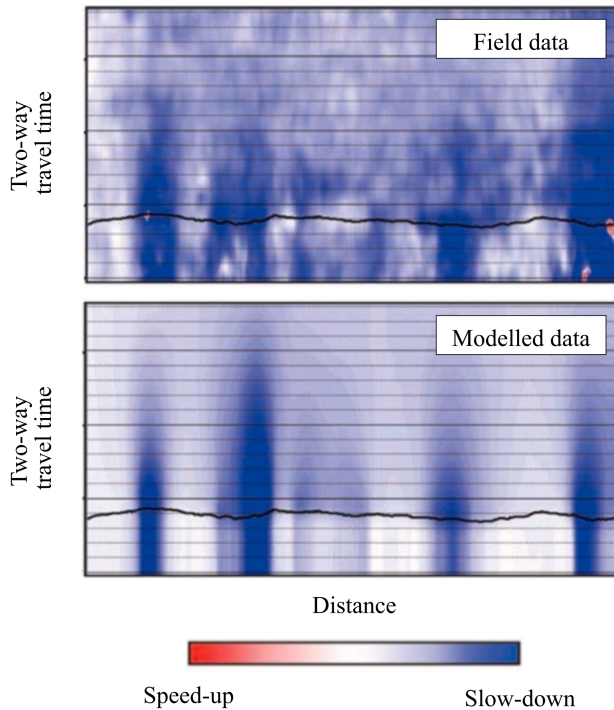 Field data
Two-way
travel time
Modelled data
Two-way
travel time
Distance
Speed-up
Slow-down